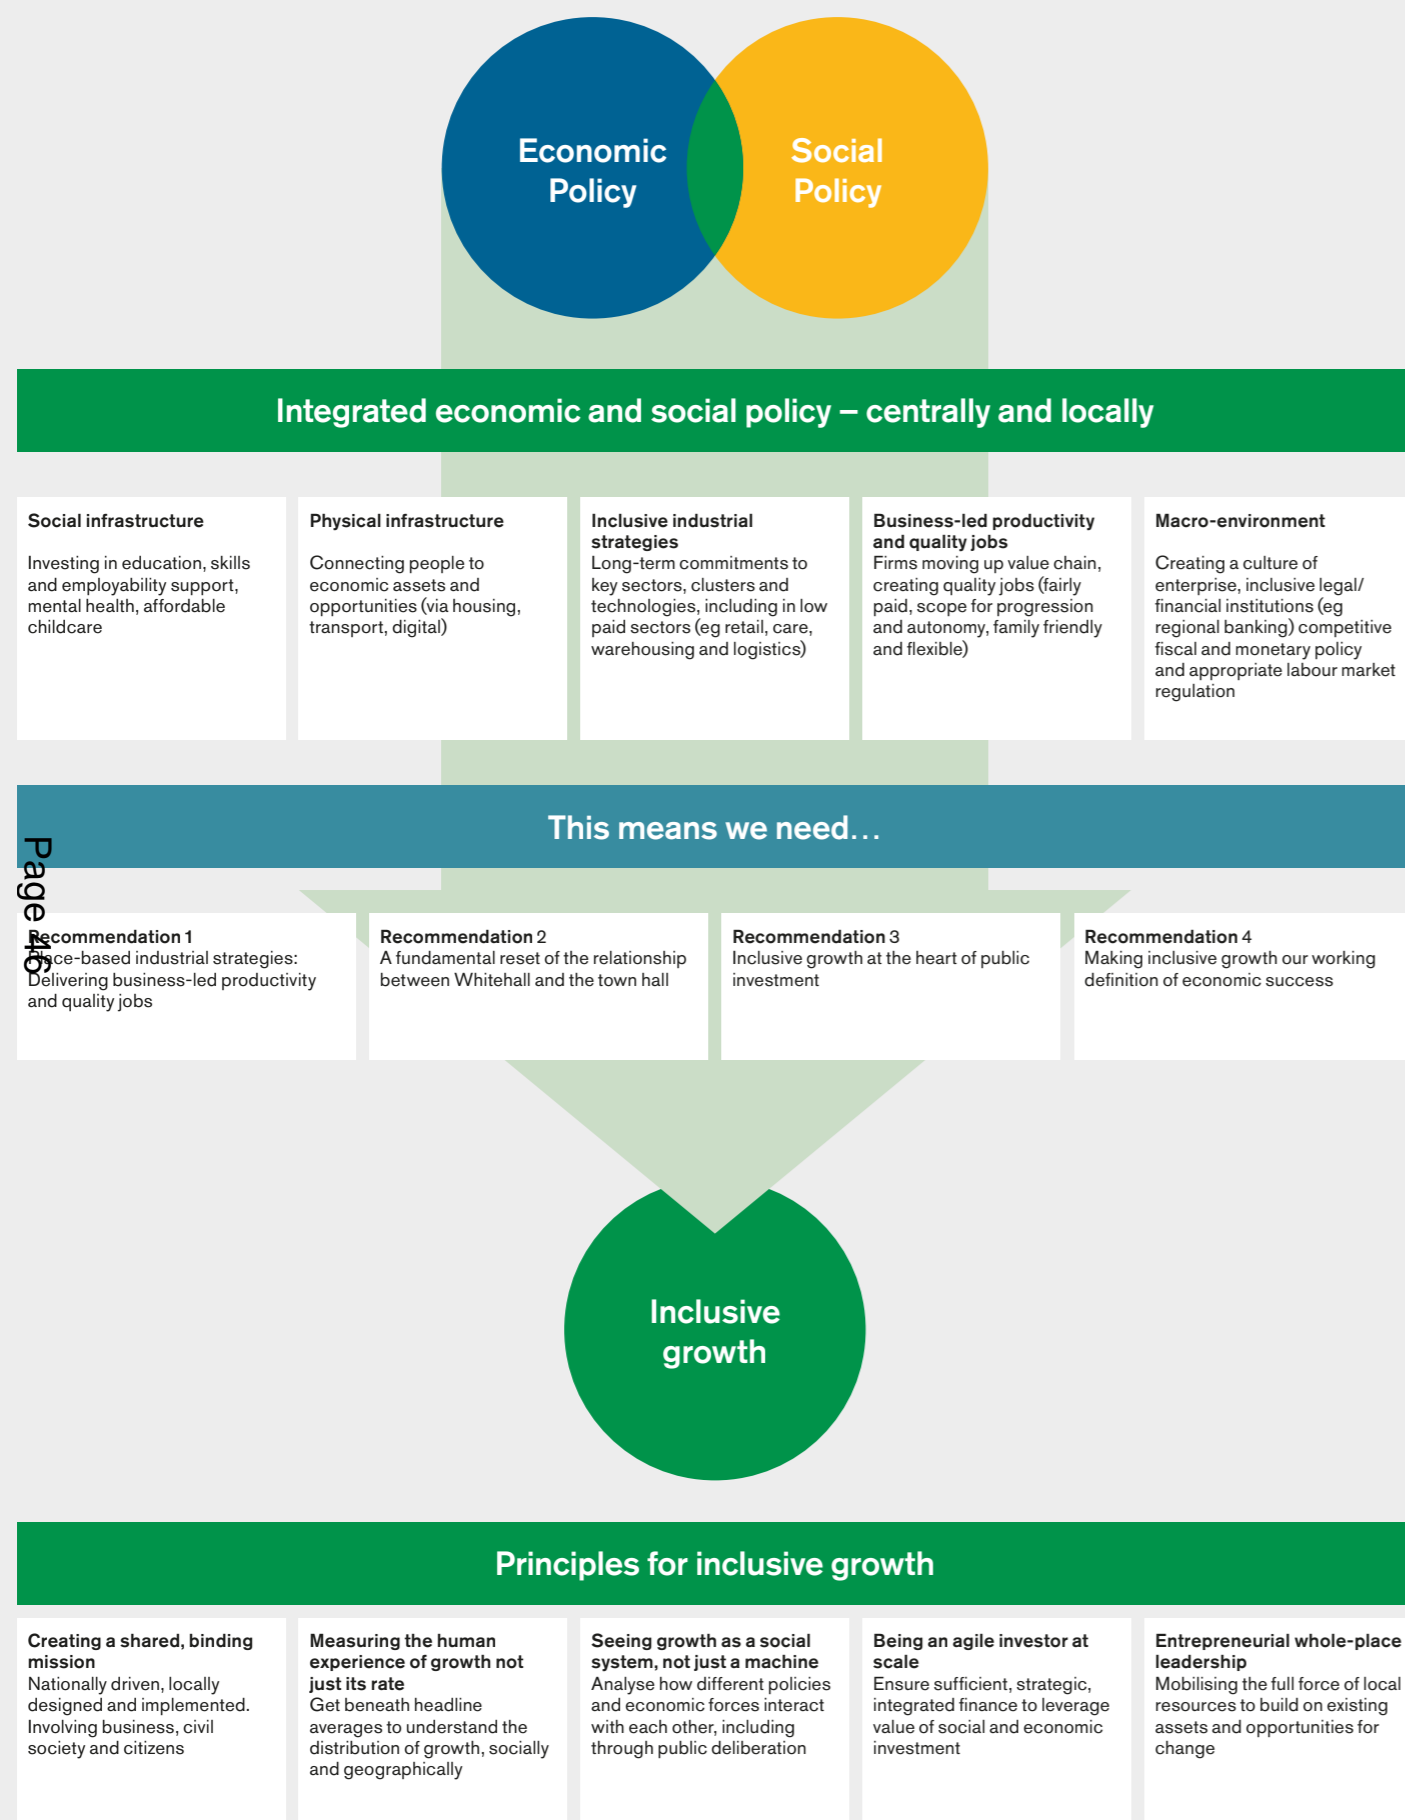 Economic
Policy
Social
Policy
Integrated economic and social policy – centrally and locally
Social infrastructure
Investing in education, skills
and employability support,
mental health, affordable
childcare
Physical infrastructure
Connecting people to
economic assets and
opportunities (via housing,
transport, digital)
Inclusive industrial
strategies
Long-term commitments to
key sectors, clusters and
technologies, including in low
paid sectors (eg retail, care,
warehousing and logistics)
Business-led productivity
and quality jobs
Firms moving up value chain,
creating quality jobs (fairly
paid, scope for progression
and autonomy, family friendly
and flexible)
Macro-environment
Creating a culture of
enterprise, inclusive legal/
financial institutions (eg
regional banking) competitive
fiscal and monetary policy
and appropriate labour market
regulation
This means we need…
Page 46
Recommendation 1
Place-based industrial strategies:
Delivering business-led productivity
and quality jobs
Recommendation 2
A fundamental reset of the relationship
between Whitehall and the town hall
Recommendation 3
Inclusive growth at the heart of public
investment
Recommendation 4
Making inclusive growth our working
definition of economic success
Inclusive
growth
Principles for inclusive growth
Creating a shared, binding
mission
Nationally driven, locally
designed and implemented.
Involving business, civil
society and citizens
Measuring the human
experience of growth not
just its rate
Get beneath headline
averages to understand the
distribution of growth, socially
and geographically
Seeing growth as a social
system, not just a machine
Analyse how different policies
and economic forces interact
with each other, including
through public deliberation
Being an agile investor at
scale
Ensure sufficient, strategic,
integrated finance to leverage
value of social and economic
investment
Entrepreneurial whole-place
leadership
Mobilising the full force of local
resources to build on existing
assets and opportunities for
change